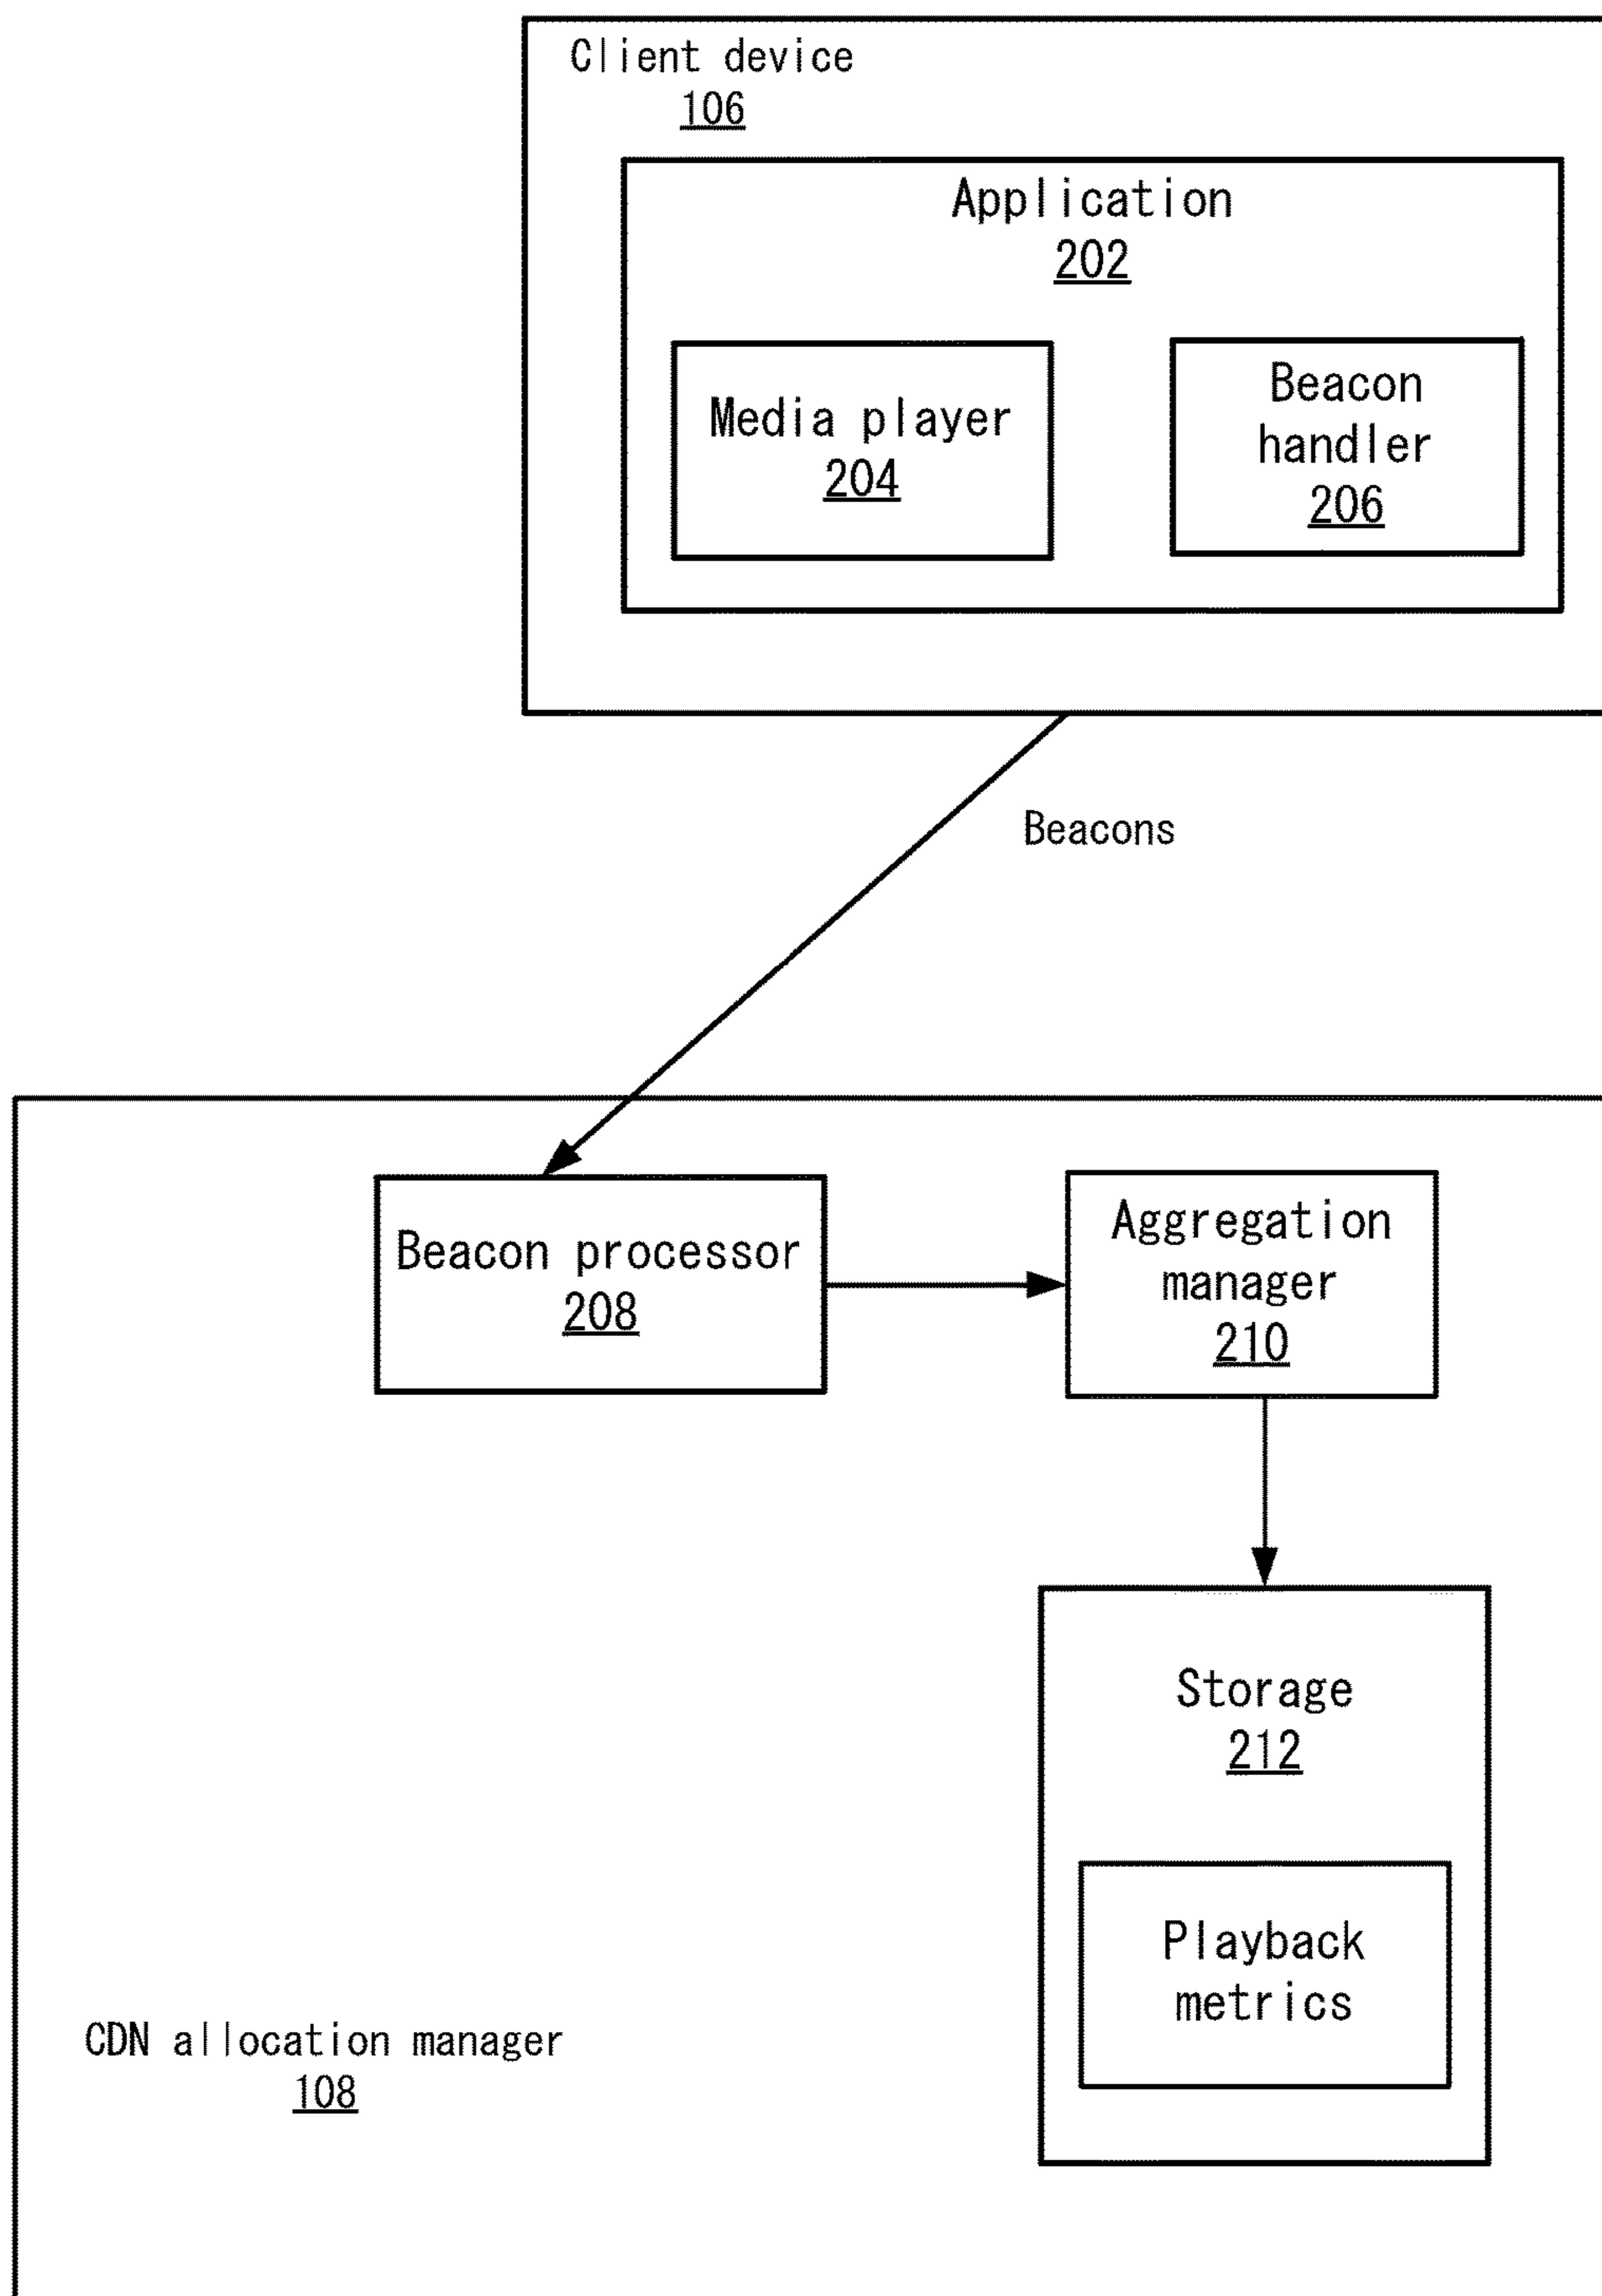 Client device
106
Application
202
Media player
204
Beacon
handler
206
Beacons
Beacon processor
208
Aggregation
manager
210
Storage
212
Playback
metrics
CDN allocation manager
108